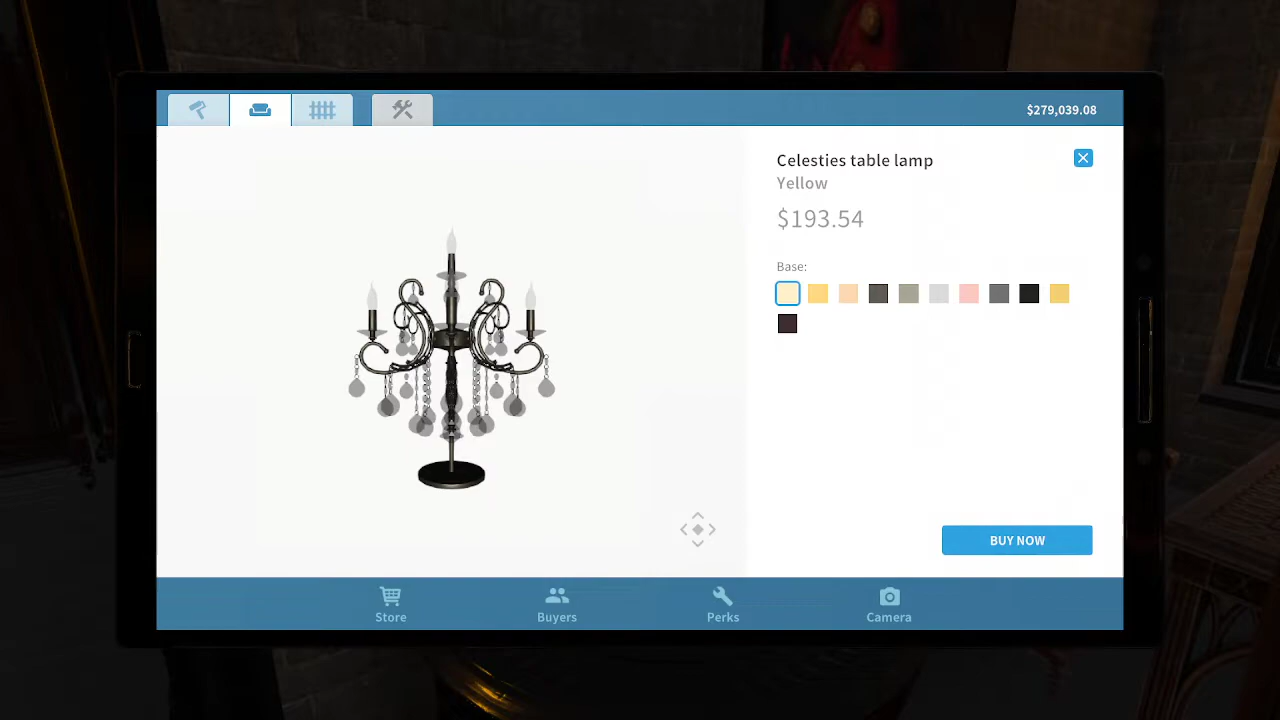 $279,039.08
Celesties table lamp
Yellow
$193.54
Base:
BUY NOW
Store
Buyers
Perks
Camera